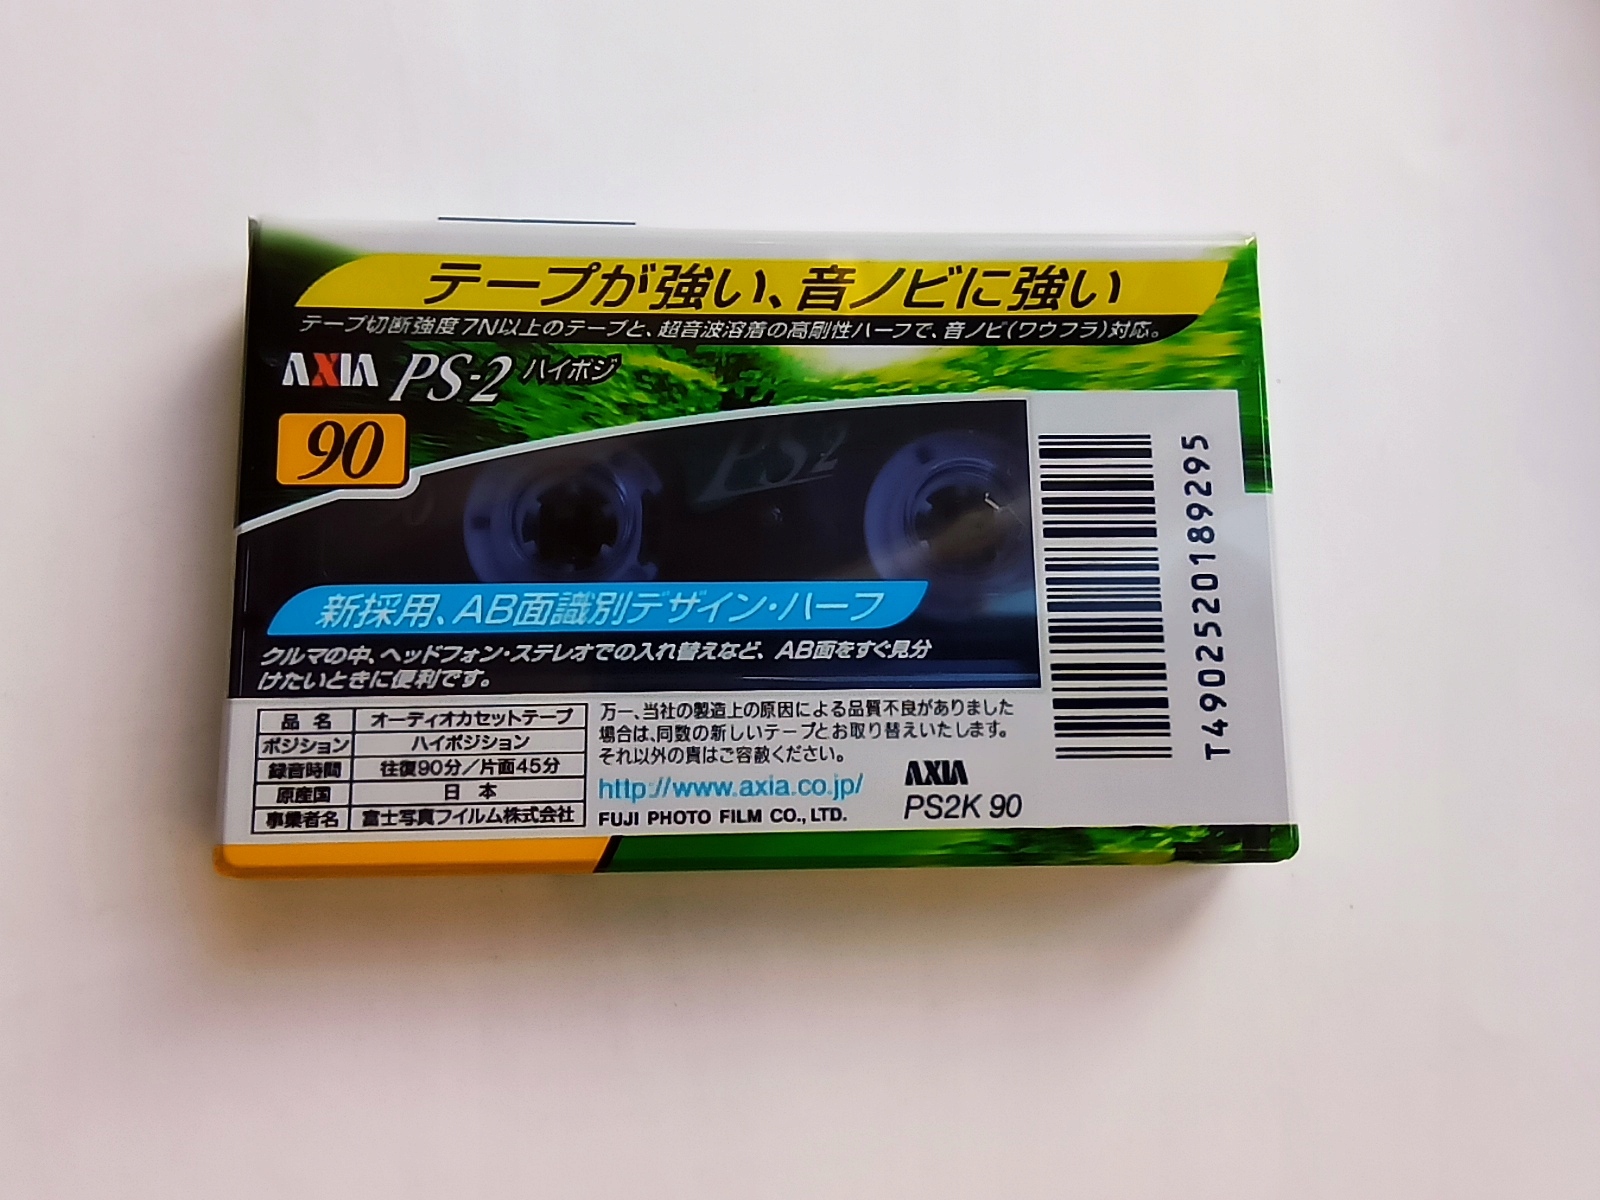 テープが強い、音ノビに強い
テープ切断強度7N以上のテープと、超音波溶着の高剛性ハーフで、音ノビ(ワウフラ)対応。
AXIA PS-2 ハイポジ
90
PS2
新採用、AB面識別デザイン・ハーフ
クルマの中、ヘッドフォン・ステレオでの入れ替えなど、AB面をすぐ見分
けたいときに便利です。
品 名 オーディオカセットテープ
ポジション ハイポジション
録音時間 往復90分/片面45分
原産国 日 本
事業者名 富士写真フイルム株式会社
万一、当社の製造上の原因による品質不良がありました
場合は、同数の新しいテープとお取り替えいたします。
それ以外の責はご容赦ください。
http://www.axia.co.jp/
FUJI PHOTO FILM CO., LTD.
AXIA
PS2K 90
T4902520189295